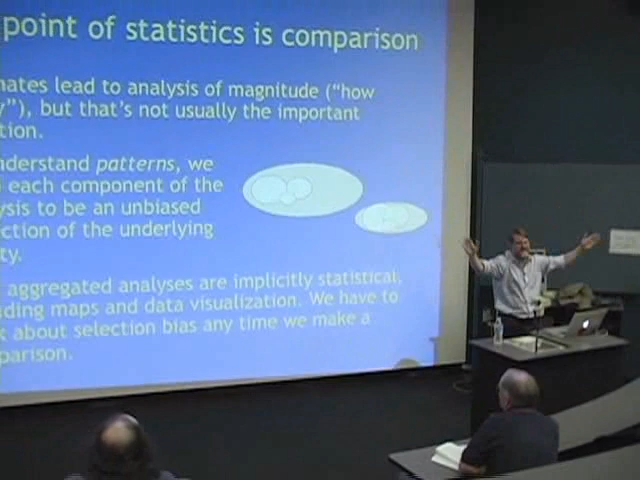 point of statistics is comparison
mates lead to analysis of magnitude ("how
y"), but that's not usually the important
tion.
nderstand patterns, we
each component of the
ysis to be an unbiased
ction of the underlying
ty.
aggregated analyses are implicitly statistical,
ding maps and data visualization. We have to
about selection bias any time we make a
parison.